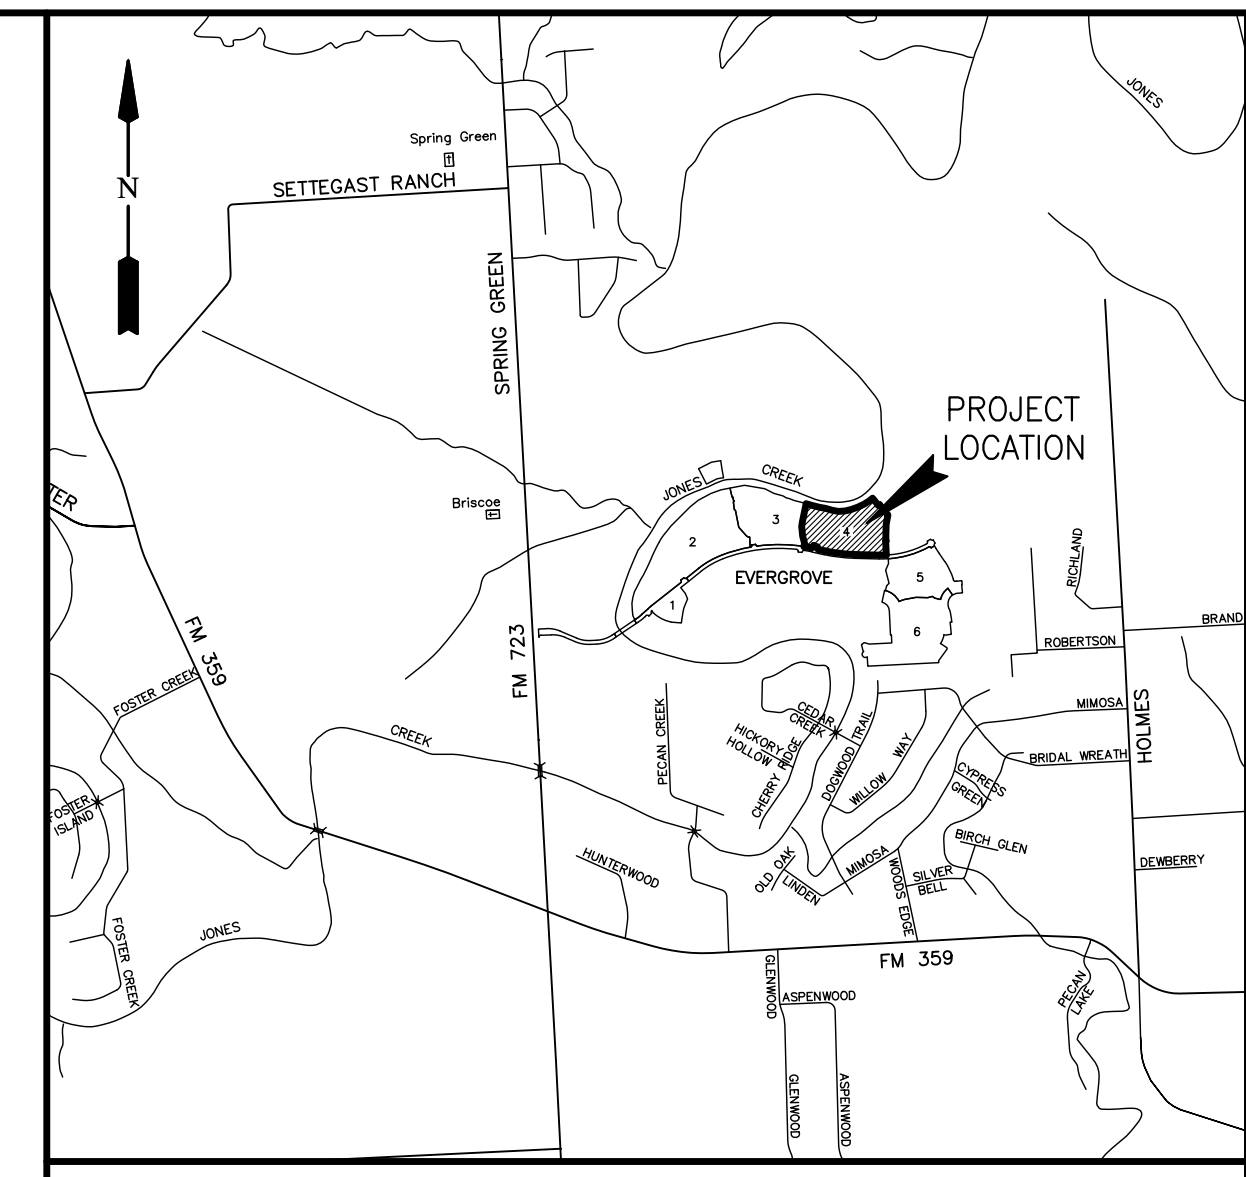 JONES
Spring Green
N
SETTEGAST RANCH
SPRING GREEN
PROJECT
LOCATION
CREEK
JONES
TER
Briscoe
3
4
2
RICHLAND
EVERGROVE
5
1
6
BRAND
FM 723
FM 359
ROBERTSON
FOSTER CREEK
MIMOSA
HOLMES
PECAN CREEK
CEDAR
CREEK
DOGWOOD TRAIL
CREEK
HICKORY
HOLLOW
WAY
WILLOW
BRIDAL WREATH
CHERRY RIDGE
CYPRESS
GREEN
FOSTER
ISLAND
BIRCH GLEN
HUNTERWOOD
OLD OAK
MIMOSA
DEWBERRY
LINDEN
WOODS EDGE
SILVER
BELL
JONES
FOSTER CREEK
FM 359
GLENWOOD
PECAN
LAKE
ASPENWOOD
GLENWOOD
ASPENWOOD